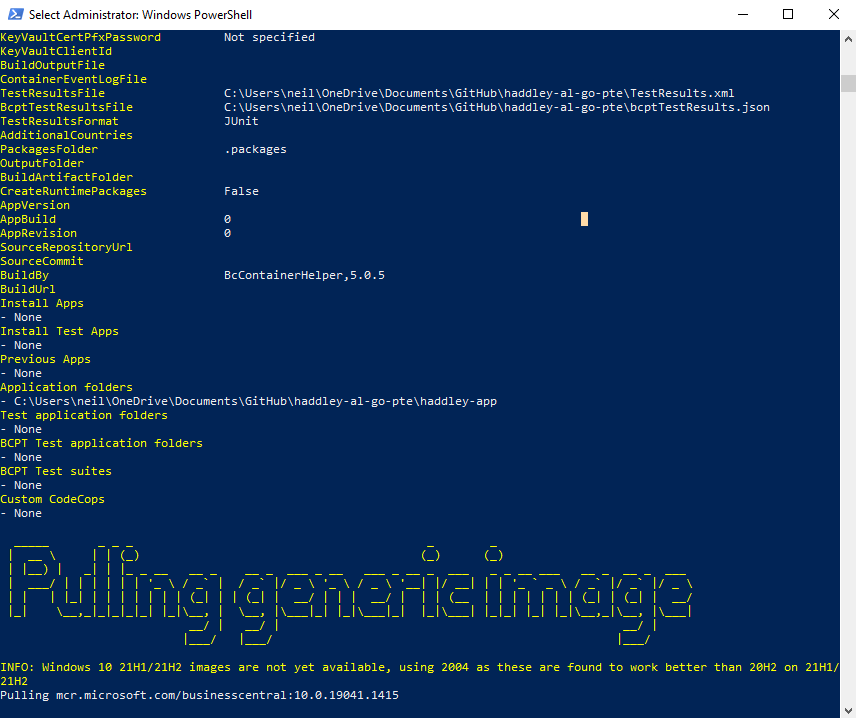 Select Administrator: Windows PowerShell
KeyVaultCertPfxPassword Not specified
KeyVaultClientId
BuildOutputFile
ContainerEventLogFile
TestResultsFile C:\Users\neil\OneDrive\Documents\GitHub\haddley-al-go-pte\TestResults.xml
BcptTestResultsFile C:\Users\neil\OneDrive\Documents\GitHub\haddley-al-go-pte\bcptTestResults.json
TestResultsFormat JUnit
AdditionalCountries
PackagesFolder .packages
OutputFolder
BuildArtifactFolder
CreateRuntimePackages False
AppVersion
AppBuild 0
AppRevision 0
SourceRepositoryUrl
SourceCommit
BuildBy BcContainerHelper,5.0.5
BuildUrl
Install Apps
- None
Install Test Apps
- None
Previous Apps
- None
Application folders
- C:\Users\neil\OneDrive\Documents\GitHub\haddley-al-go-pte\haddley-app
Test application folders
- None
BCPT Test application folders
- None
BCPT Test suites
- None
Custom CodeCops
- None
Pulling generic image
INFO: Windows 10 21H1/21H2 images are not yet available, using 2004 as these are found to work better than 20H2 on 21H1/
21H2
Pulling mcr.microsoft.com/businesscentral:10.0.19041.1415